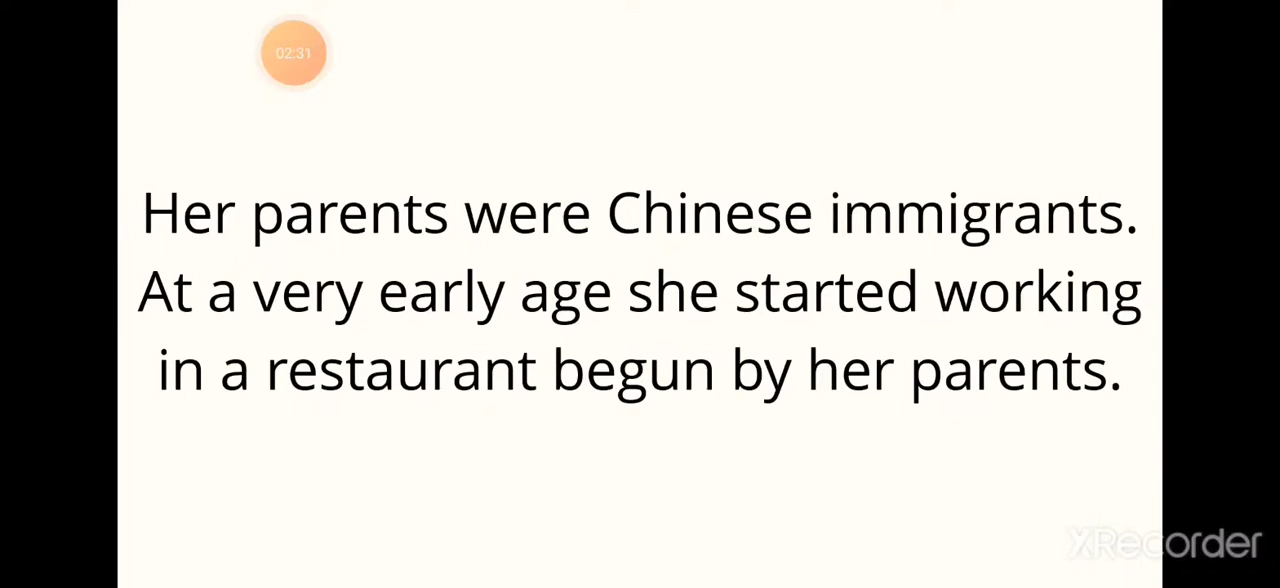 02:31
Her parents were Chinese immigrants.
At a very early age she started working
in a restaurant begun by her parents.
XRecorder